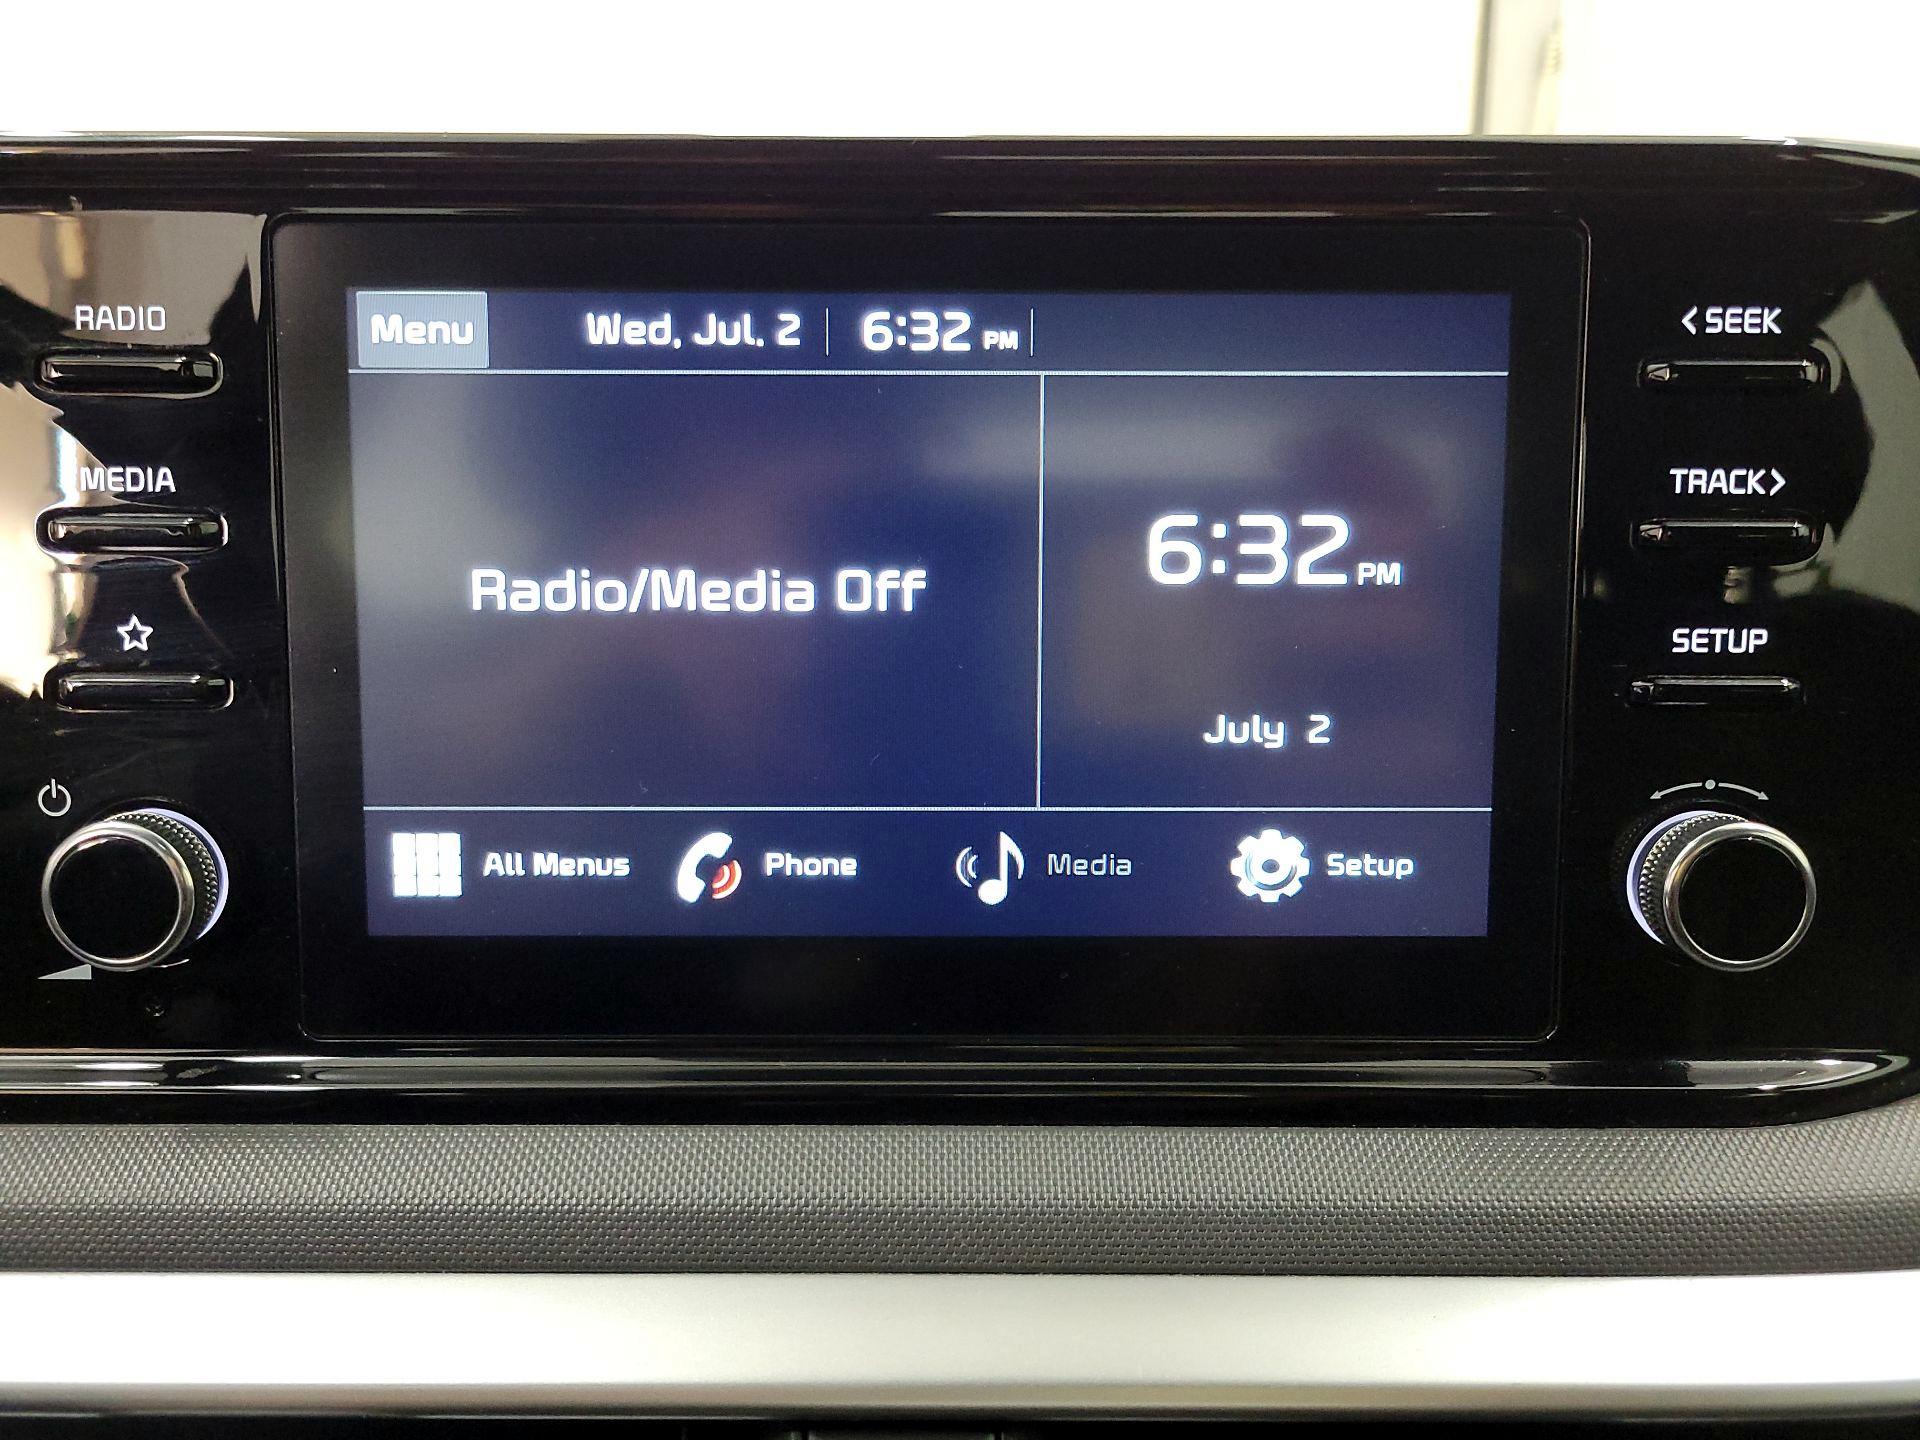 RADIO
MEDIA
Menu
Wed, Jul. 2
6:32 PM
Radio/Media Off
6:32 PM
July 2
All Menus
Phone
Media
Setup
<SEEK
TRACK>
SETUP